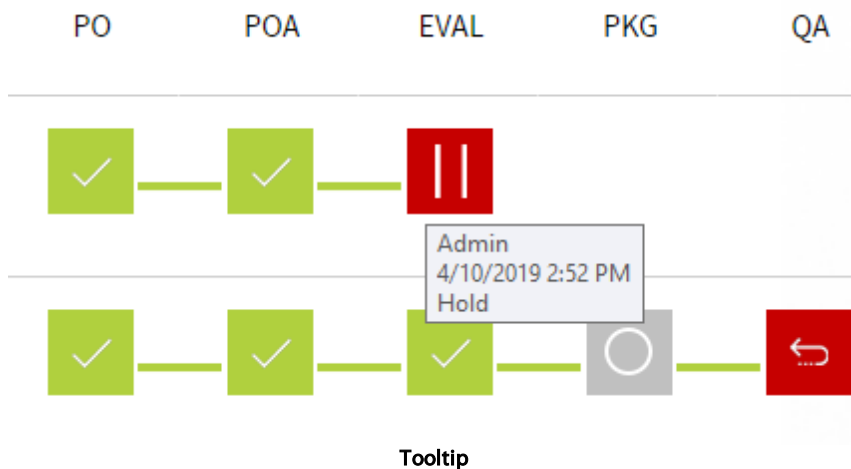 PO POA EVAL PKG QA
Admin
4/10/2019 2:52 PM
Hold
Tooltip